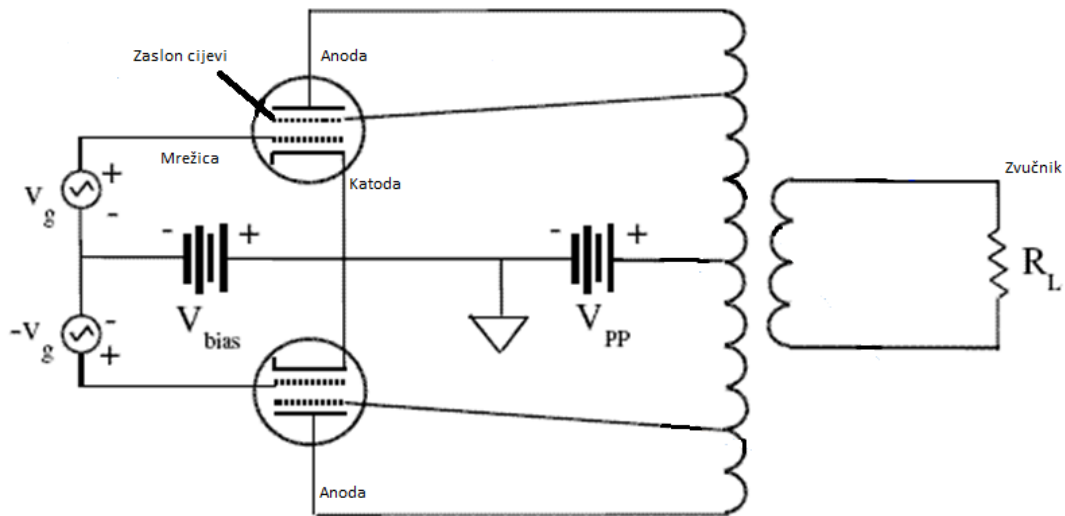 Anoda
Zaslon cijevi
Mrežica
Katoda
Zvučnik
+
V g
-
-
+
V bias
-
+
V PP
R L
-v g
-
+
Anoda